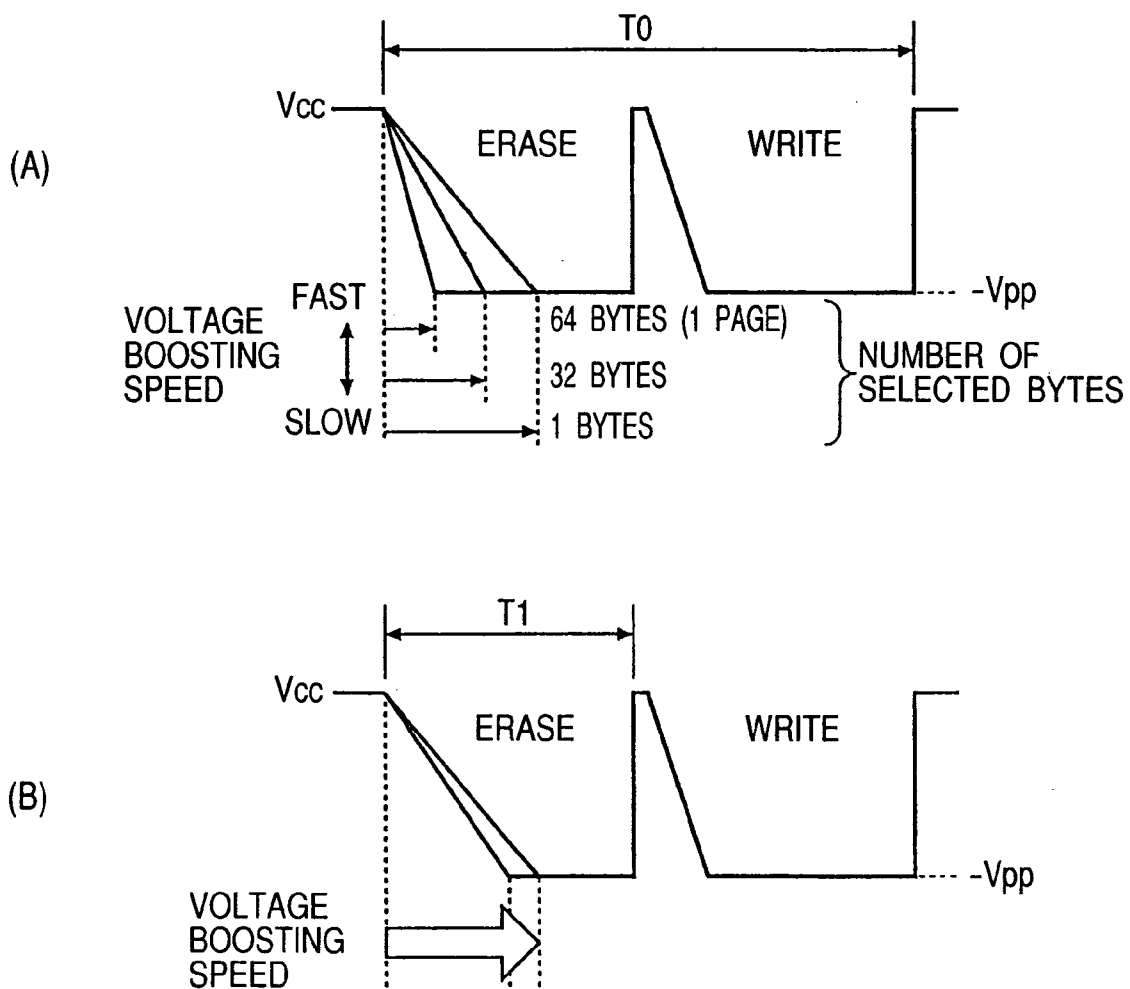 T0
Vcc
ERASE
WRITE
(A)
-Vpp
FAST
VOLTAGE
BOOSTING
SPEED
SLOW
64 BYTES (1 PAGE)
32 BYTES
1 BYTES
NUMBER OF
SELECTED BYTES
T1
Vcc
ERASE
WRITE
(B)
-Vpp
VOLTAGE
BOOSTING
SPEED